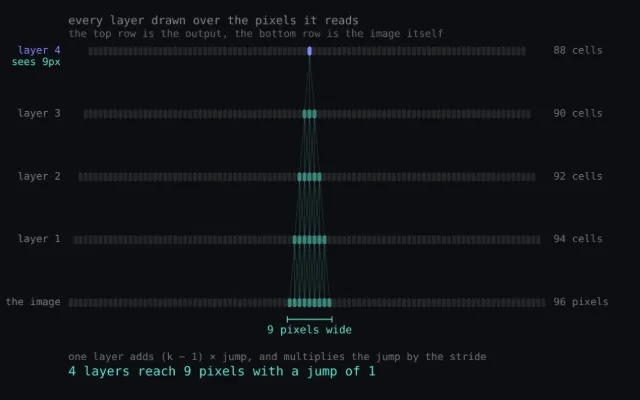 every layer drawn over the pixels it reads
the top row is the output, the bottom row is the image itself
layer 4
88 cells
sees 9px
layer 3
90 cells
layer 2
92 cells
layer 1
94 cells
the image
96 pixels
9 pixels wide
one layer adds (k − 1) × jump, and multiplies the jump by the stride
4 layers reach 9 pixels with a jump of 1